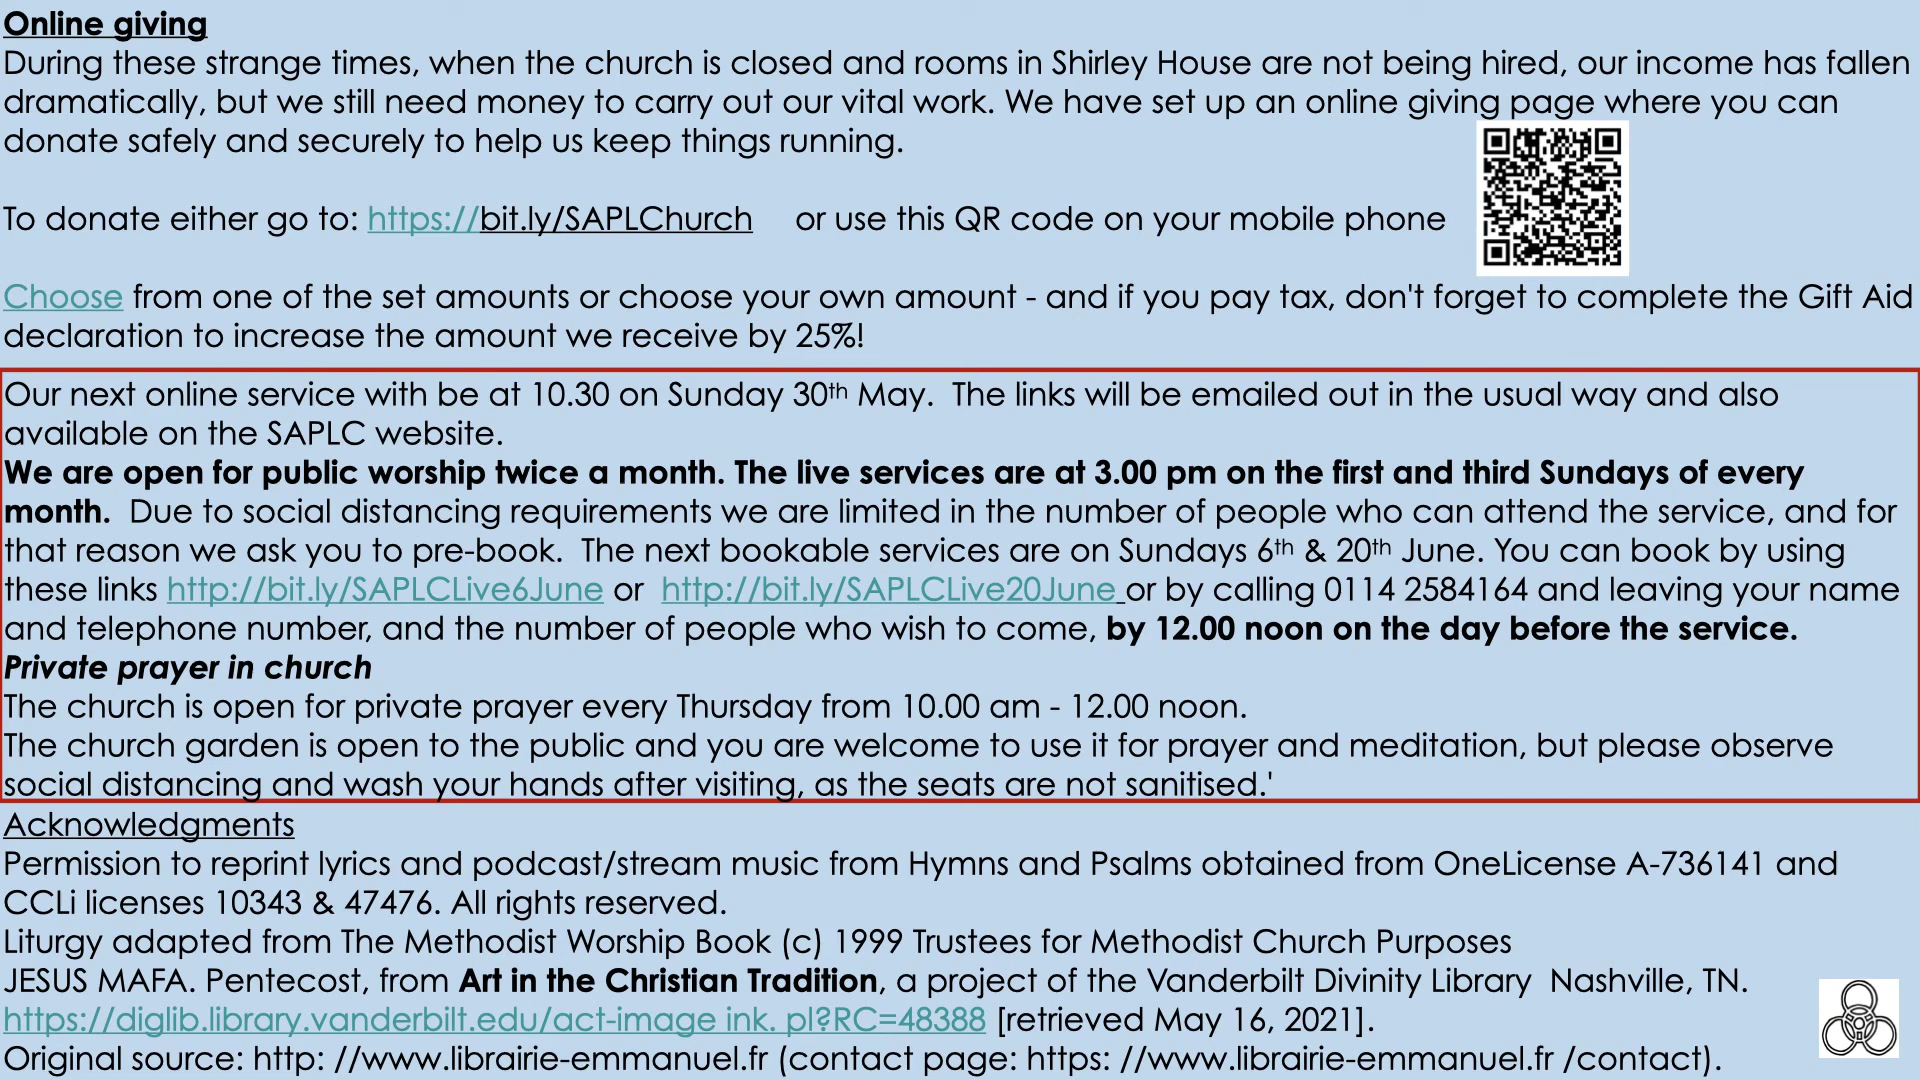 Online giving
During these strange times, when the church is closed and rooms in Shirley House are not being hired, our income has fallen
dramatically, but we still need money to carry out our vital work. We have set up an online giving page where you can
donate safely and securely to help us keep things running.
To donate either go to: https://bit.ly/SAPLChurch or use this QR code on your mobile phone
Choose from one of the set amounts or choose your own amount - and if you pay tax, don't forget to complete the Gift Aid
declaration to increase the amount we receive by 25%!
Our next online service with be at 10.30 on Sunday 30th May. The links will be emailed out in the usual way and also
available on the SAPLC website.
We are open for public worship twice a month. The live services are at 3.00 pm on the first and third Sundays of every
month. Due to social distancing requirements we are limited in the number of people who can attend the service, and for
that reason we ask you to pre-book. The next bookable services are on Sundays 6th & 20th June. You can book by using
these links http://bit.ly/SAPLCLive6June or http://bit.ly/SAPLCLive20June or by calling 0114 2584164 and leaving your name
and telephone number, and the number of people who wish to come, by 12.00 noon on the day before the service.
Private prayer in church
The church is open for private prayer every Thursday from 10.00 am - 12.00 noon.
The church garden is open to the public and you are welcome to use it for prayer and meditation, but please observe
social distancing and wash your hands after visiting, as the seats are not sanitised.'
Acknowledgments
Permission to reprint lyrics and podcast/stream music from Hymns and Psalms obtained from OneLicense A-736141 and
CCLi licenses 10343 & 47476. All rights reserved.
Liturgy adapted from The Methodist Worship Book (c) 1999 Trustees for Methodist Church Purposes
JESUS MAFA. Pentecost, from Art in the Christian Tradition, a project of the Vanderbilt Divinity Library Nashville, TN.
https://diglib.library.vanderbilt.edu/act-image ink. pl?RC=48388 [retrieved May 16, 2021].
Original source: http: //www.librairie-emmanuel.fr (contact page: https: //www.librairie-emmanuel.fr /contact).